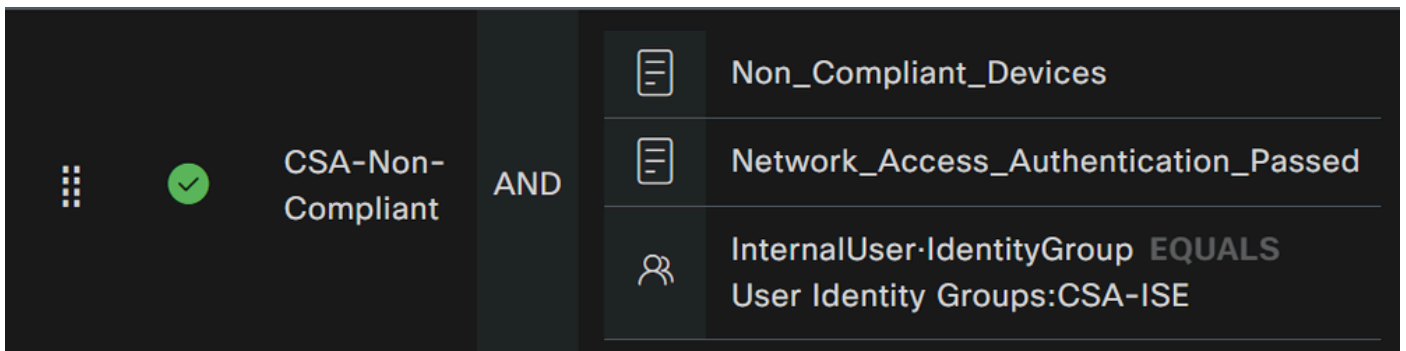 CSA-Non-
Compliant
AND
Non_Compliant_Devices
Network_Access_Authentication_Passed
InternalUser·IdentityGroup EQUALS
User Identity Groups:CSA-ISE